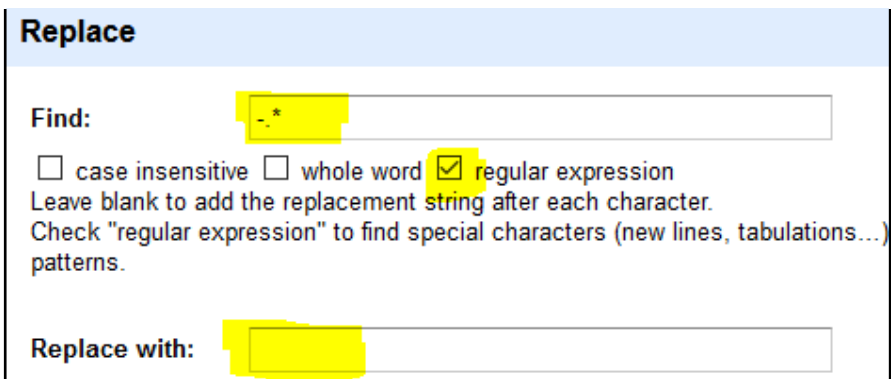 Replace
Find: -.*
case insensitive whole word regular expression
Leave blank to add the replacement string after each character.
Check "regular expression" to find special characters (new lines, tabulations...)
patterns.
Replace with: